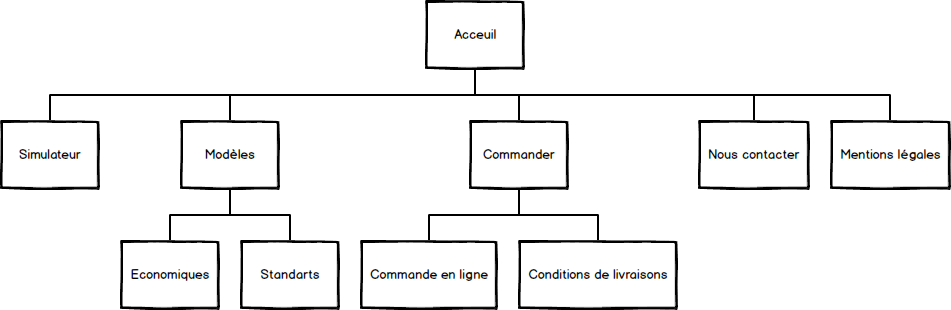 Acceuil
Simulateur
Modèles
Commander
Nous contacter
Mentions légales
Economiques
Standarts
Commande en ligne
Conditions de livraisons